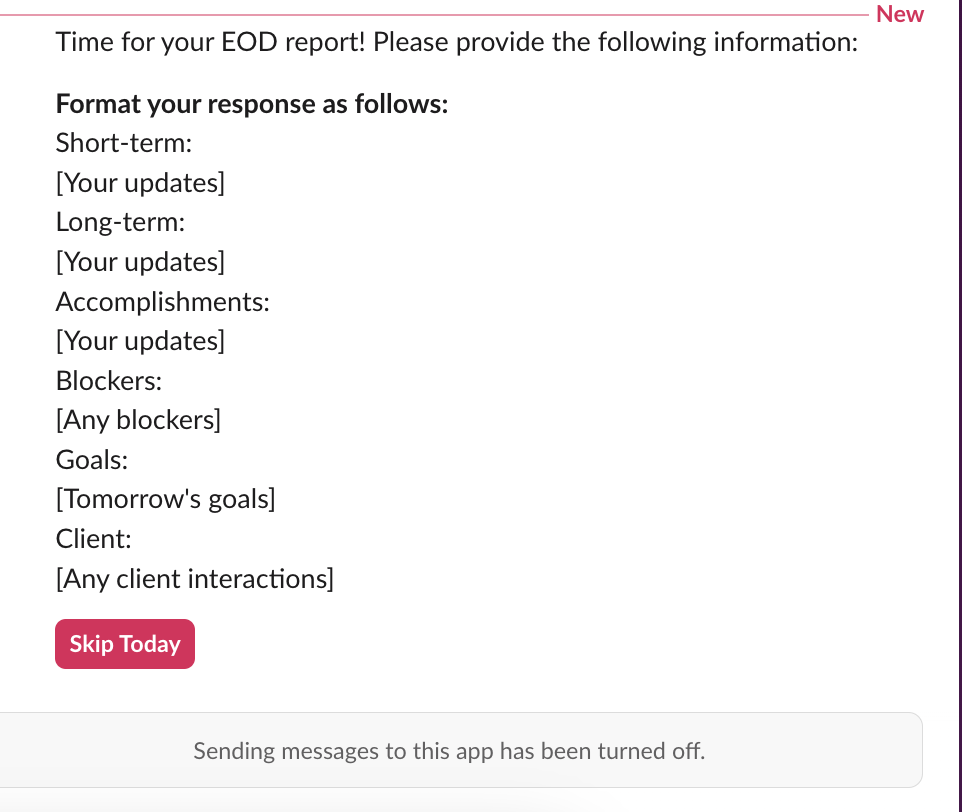 New
Time for your EOD report! Please provide the following information:
Format your response as follows:
Short-term:
[Your updates]
Long-term:
[Your updates]
Accomplishments:
[Your updates]
Blockers:
[Any blockers]
Goals:
[Tomorrow's goals]
Client:
[Any client interactions]
Skip Today
Sending messages to this app has been turned off.